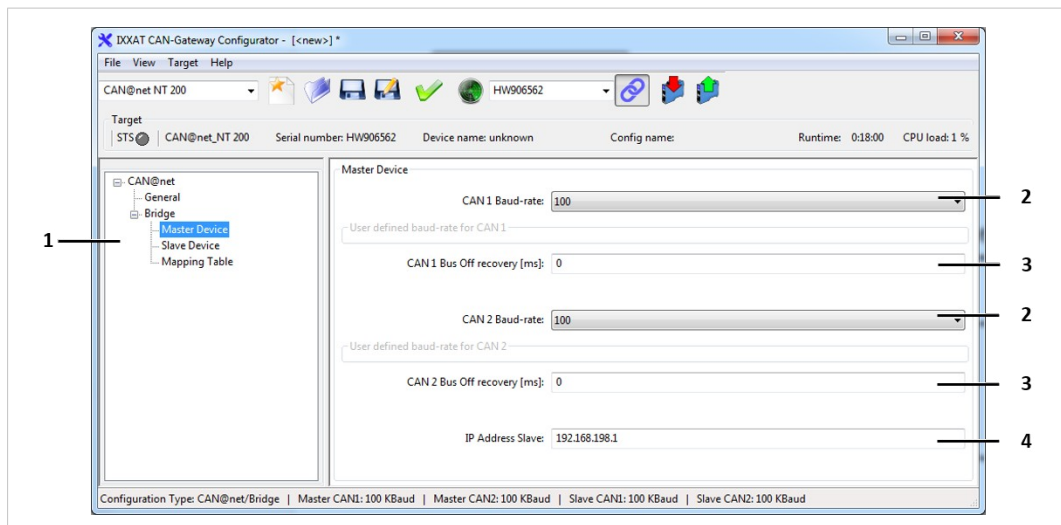 IXXAT CAN-Gateway Configurator - [<new>] *
File View Target Help
CAN@net NT 200 HW906562
Target
STS CAN@net_NT 200 Serial number: HW906562 Device name: unknown Config name: Runtime: 0:18:00 CPU load: 1 %
CAN@net
General
Bridge
Master Device
Slave Device
Mapping Table
1
Master Device
CAN 1 Baud-rate: 100 2
User defined baud-rate for CAN 1
CAN 1 Bus Off recovery [ms]: 0 3
CAN 2 Baud-rate: 100 2
User defined baud-rate for CAN 2
CAN 2 Bus Off recovery [ms]: 0 3
IP Address Slave: 192.168.198.1 4
Configuration Type: CAN@net/Bridge | Master CAN1: 100 KBaud | Master CAN2: 100 KBaud | Slave CAN1: 100 KBaud | Slave CAN2: 100 KBaud